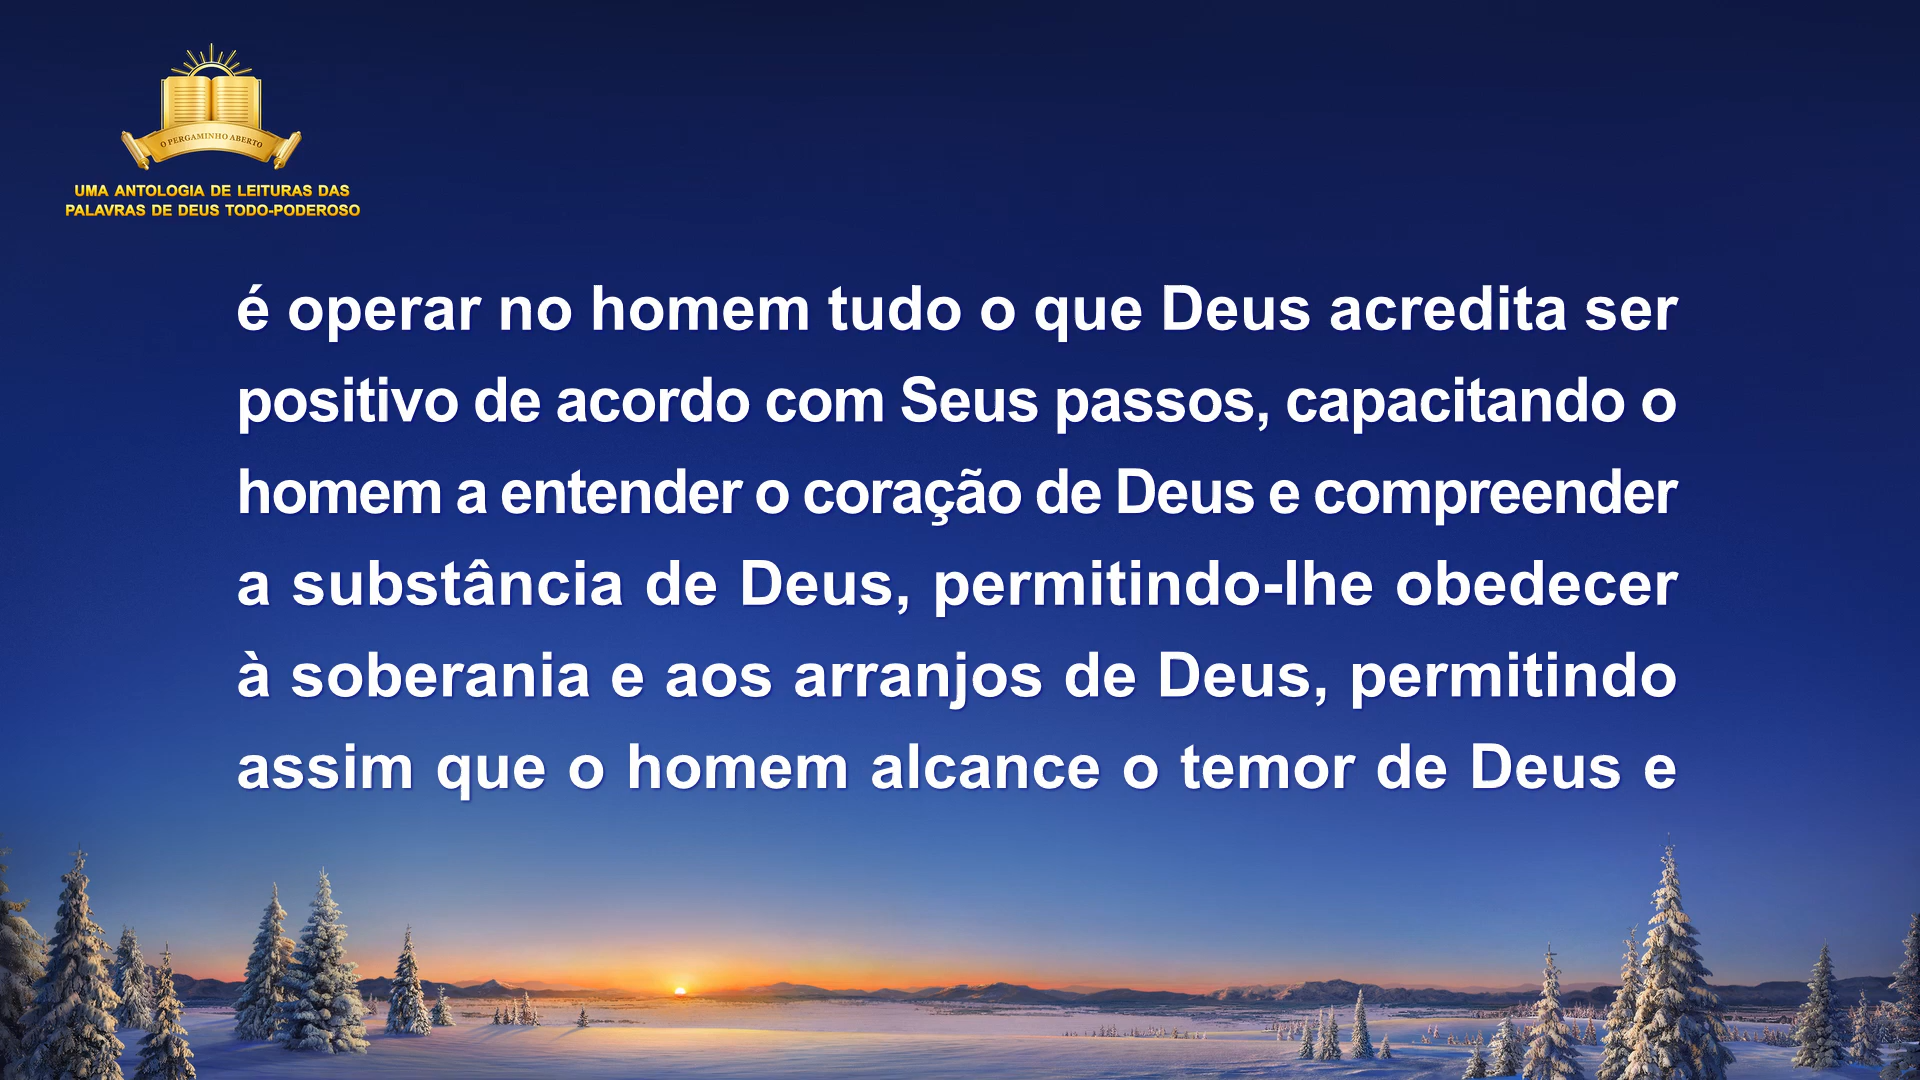 O PERGAMINHO ABERTO
UMA ANTOLOGIA DE LEITURAS DAS
PALAVRAS DE DEUS TODO-PODEROSO
é operar no homem tudo o que Deus acredita ser
positivo de acordo com Seus passos, capacitando o
homem a entender o coração de Deus e compreender
a substância de Deus, permitindo-lhe obedecer
à soberania e aos arranjos de Deus, permitindo
assim que o homem alcance o temor de Deus e